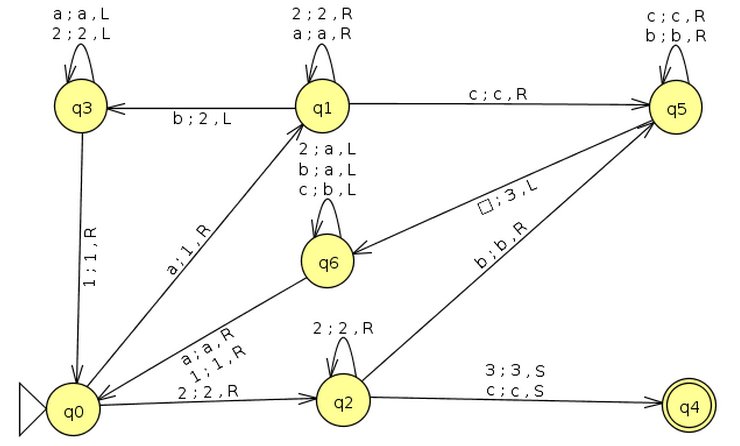 a ; a , L
2 ; 2 , L
2 ; 2 , R
a ; a , R
c ; c , R
b ; b , R
q3
b ; 2 , L
q1
c ; c , R
q5
2 ; a , L
b ; a , L
c ; b , L
□ ; 3 , L
1 ; 1 , R
a ; 1 , R
b ; b , R
q6
a ; a , R
1 ; 1 , R
2 ; 2 , R
q0
2 ; 2 , R
q2
3 ; 3 , S
c ; c , S
q4